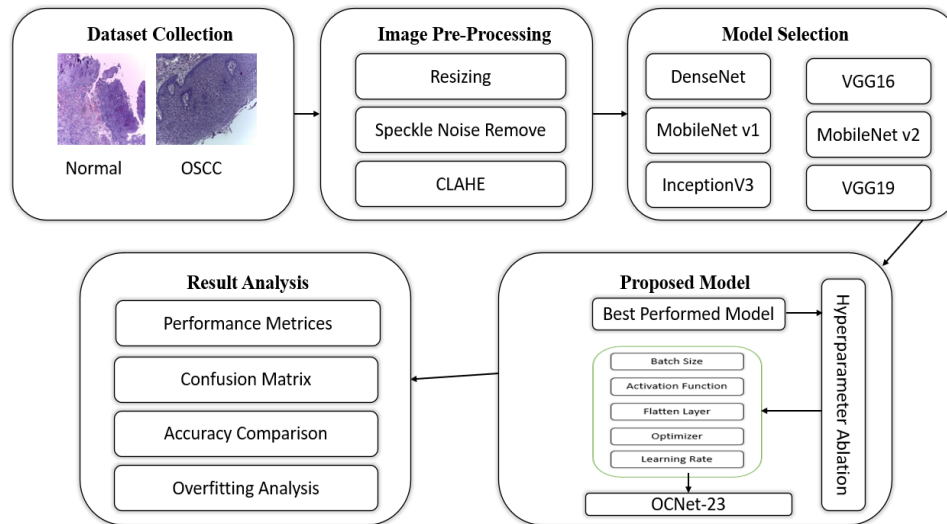 Dataset Collection
Normal
OSCC
Image Pre-Processing
Resizing
Speckle Noise Remove
CLAHE
Model Selection
DenseNet
VGG16
MobileNet v1
MobileNet v2
InceptionV3
VGG19
Result Analysis
Performance Metrices
Confusion Matrix
Accuracy Comparison
Overfitting Analysis
Proposed Model
Best Performed Model
Hyperparameter Ablation
Batch Size
Activation Function
Flatten Layer
Optimizer
Learning Rate
OCNet-23